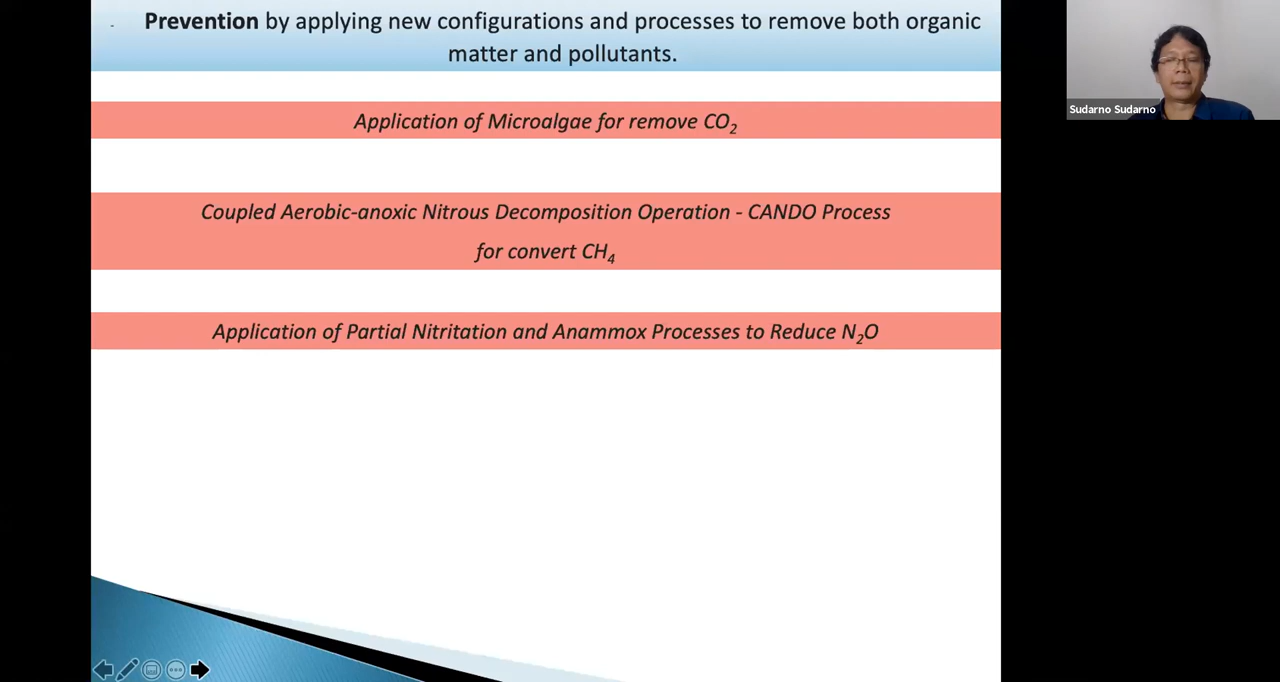 Prevention by applying new configurations and processes to remove both organic
matter and pollutants.
Application of Microalgae for remove CO₂
Coupled Aerobic-anoxic Nitrous Decomposition Operation - CANDO Process
for convert CH₄
Application of Partial Nitritation and Anammox Processes to Reduce N₂O
Sudarno Sudarno